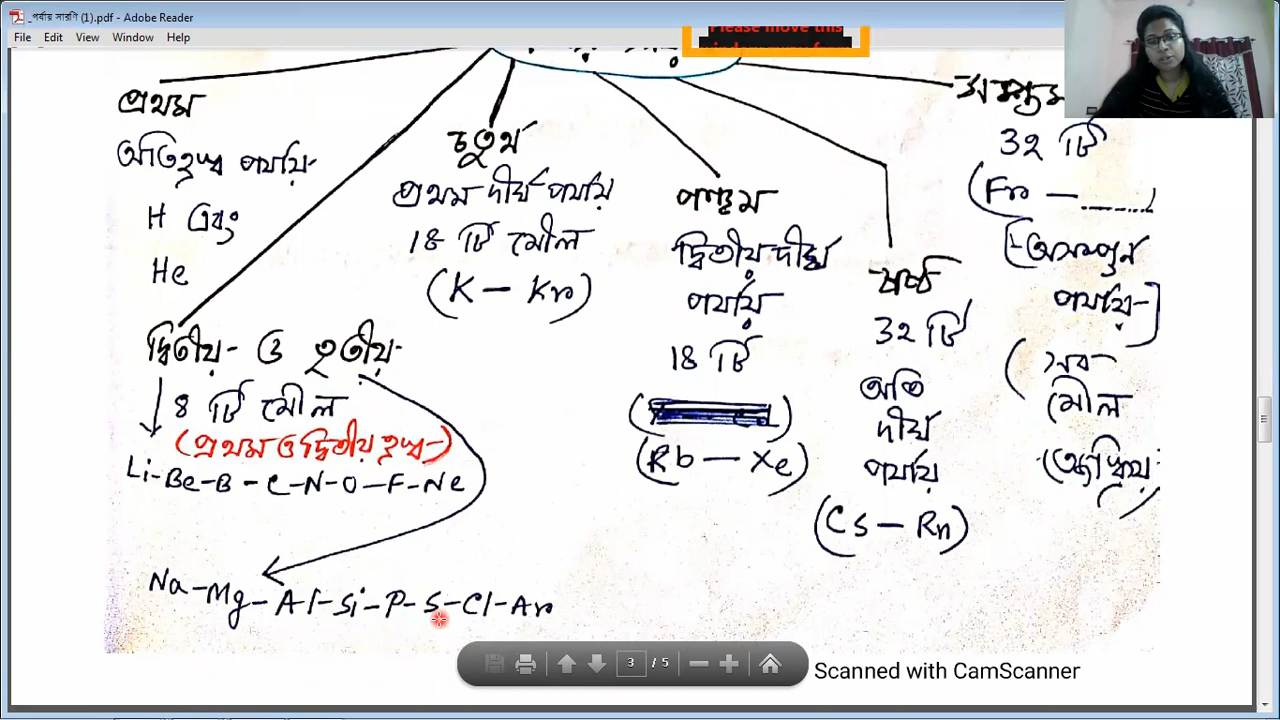 _পর্যায় সারণি (1).pdf - Adobe Reader
File Edit View Window Help
Please move this
প্রথম
অতিহ্রস্ব পর্যায়
H এবং
He
দ্বিতীয় ও তৃতীয়
8 টি মৌল
(প্রথম ও দ্বিতীয় হ্রস্ব)
Li-Be-B-C-N-O-F-Ne
Na-Mg-Al-Si-P-S-Cl-Ar
চতুর্থ
প্রথম দীর্ঘ পর্যায়
18 টি মৌল
(K - Kr)
পঞ্চম
দ্বিতীয় দীর্ঘ
পর্যায়
18 টি
(Rb - Xe)
ষষ্ঠ
32 টি
অতি
দীর্ঘ
পর্যায়
(Cs - Rn)
সপ্তম
32 টি
(Fr - ......)
[-অসম্পূর্ণ
পর্যায়-]
(সব
মৌল
তেজস্ক্রিয়)
3 / 5
Scanned with CamScanner